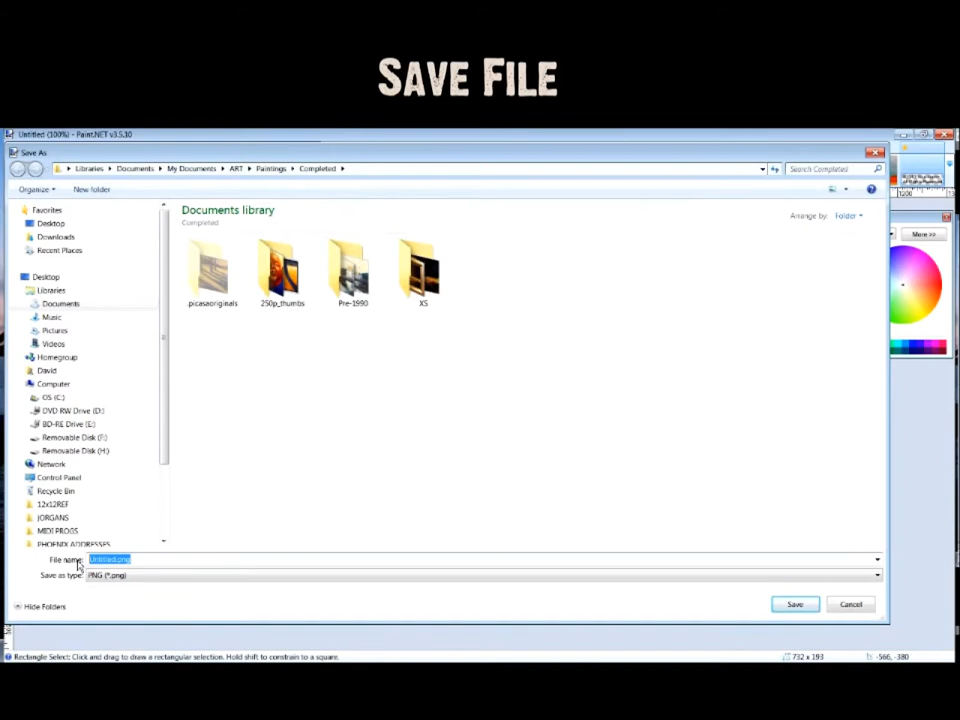 SAVE FILE
Untitled (100%) - Paint.NET v3.5.10
Save As
Libraries
Documents
My Documents
ART
Paintings
Completed
Search Completed
Organize
New folder
Favorites
Desktop
Downloads
Recent Places
Desktop
Libraries
Documents
Music
Pictures
Videos
Homegroup
David
Computer
OS (C:)
DVD RW Drive (D:)
BD-RE Drive (E:)
Removable Disk (F:)
Removable Disk (H:)
Network
Control Panel
Recycle Bin
12x12REF
JORGANS
MIDI PROGS
PHOENIX ADDRESSES
Documents library
Completed
Arrange by: Folder
.picasaoriginals
250p_thumbs
Pre-1990
XS
1200
More >>
File name: Untitled.png
Save as type: PNG (*.png)
Hide Folders
Save
Cancel
Rectangle Select: Click and drag to draw a rectangular selection. Hold shift to constrain to a square.
732 x 193
-566, -380